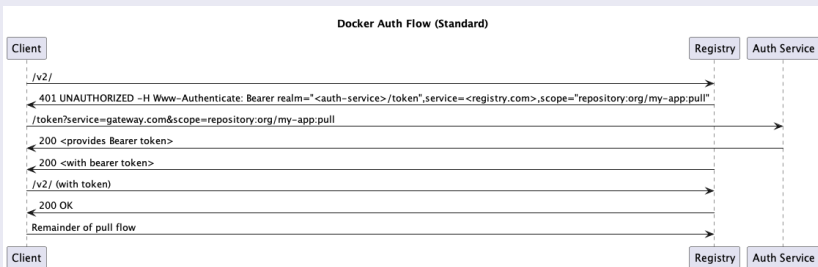 Docker Auth Flow (Standard)
Client Registry Auth Service
/v2/
401 UNAUTHORIZED -H Www-Authenticate: Bearer realm="<auth-service>/token",service=<registry.com>,scope="repository:org/my-app:pull"
/token?service=gateway.com&scope=repository:org/my-app:pull
200 <provides Bearer token>
200 <with bearer token>
/v2/ (with token)
200 OK
Remainder of pull flow
Client Registry Auth Service